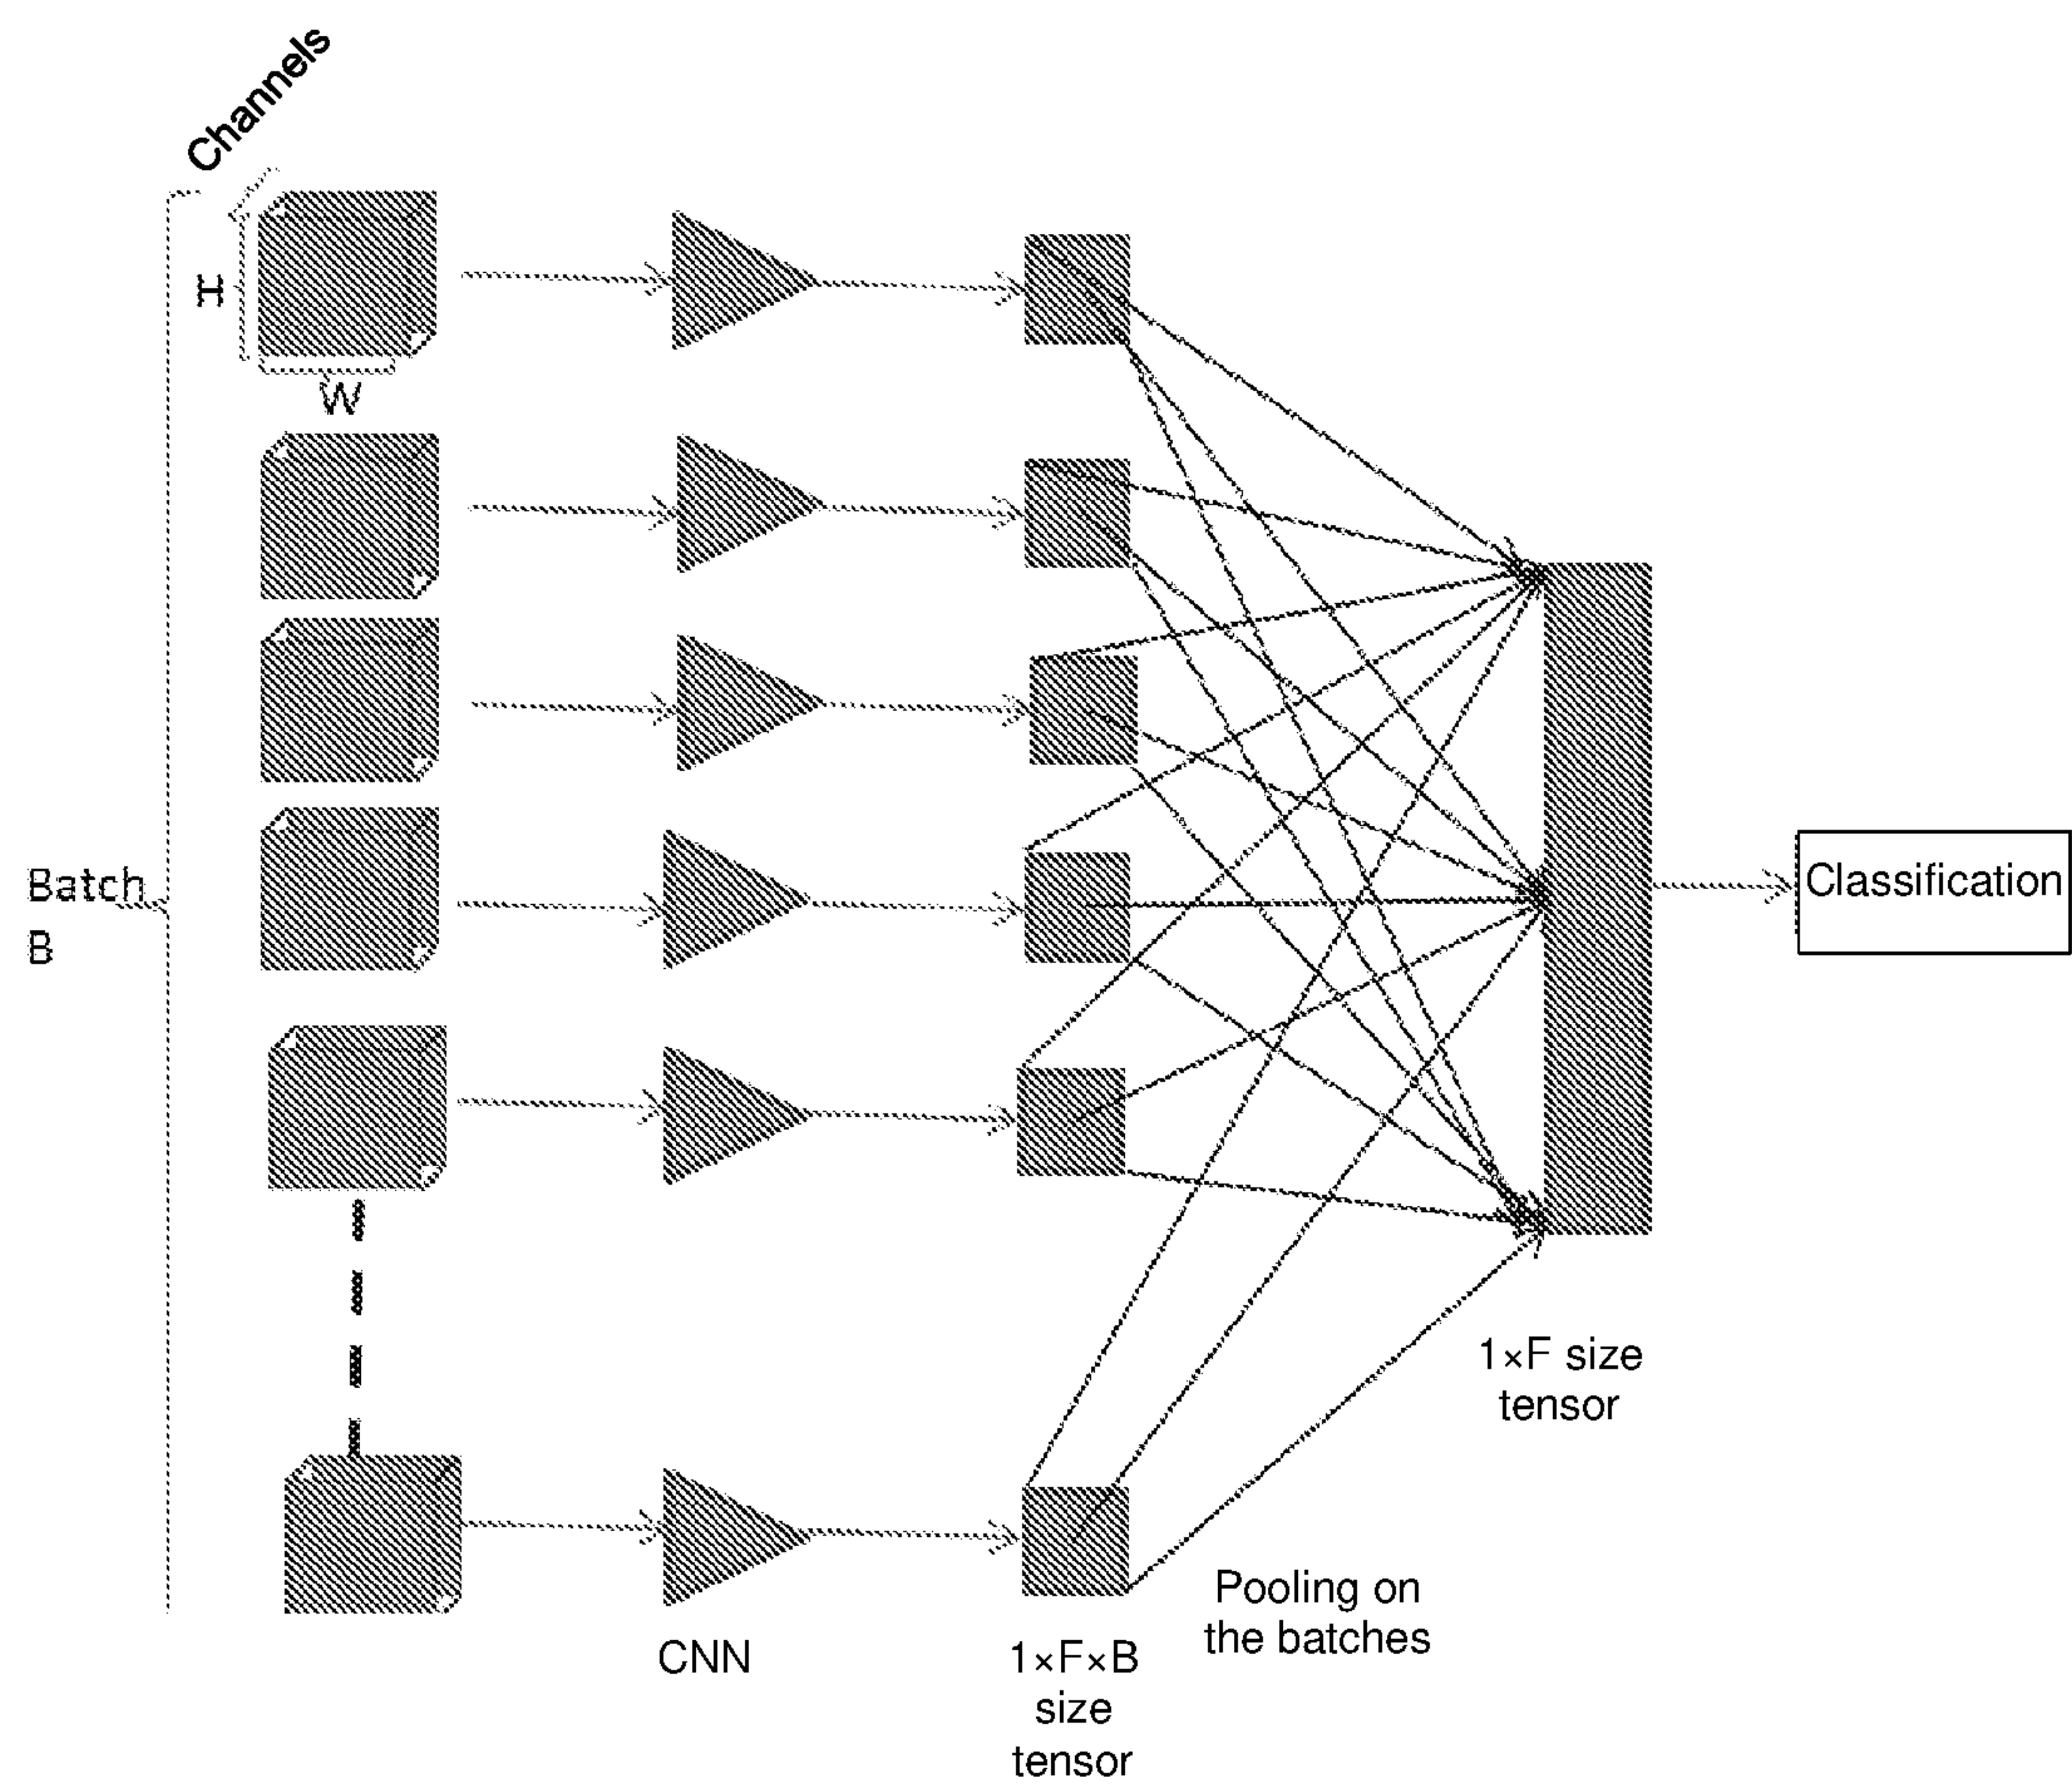 Channels
H
W
Batch
B
Classification
1×F size
tensor
Pooling on
the batches
CNN
1×F×B
size
tensor